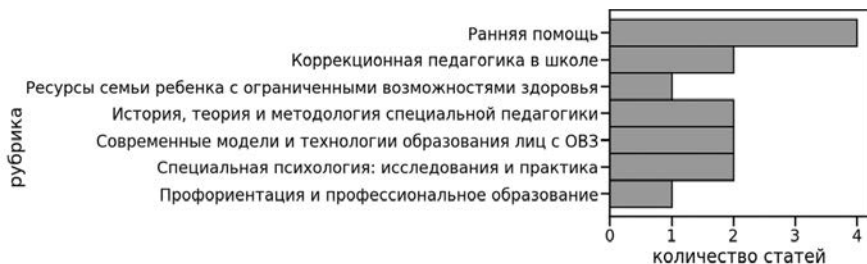 Ранняя помощь
Коррекционная педагогика в школе
Ресурсы семьи ребенка с ограниченными возможностями здоровья
История, теория и методология специальной педагогики
Современные модели и технологии образования лиц с ОВЗ
Специальная психология: исследования и практика
Профориентация и профессиональное образование
рубрика
0 1 2 3 4
количество статей